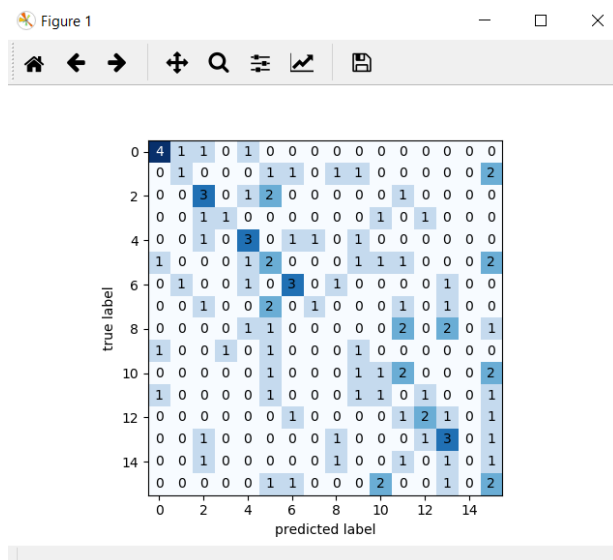 Figure 1
0 4 1 1 0 1 0 0 0 0 0 0 0 0 0 0 0
0 1 0 0 0 1 1 0 1 1 0 0 0 0 0 2
2 0 0 3 0 1 2 0 0 0 0 0 1 0 0 0 0
0 0 1 1 0 0 0 0 0 0 1 0 1 0 0 0
4 0 0 1 0 3 0 1 1 0 1 0 0 0 0 0 0
1 0 0 0 1 2 0 0 0 1 1 1 0 0 0 2
6 0 1 0 0 1 0 3 0 1 0 0 0 0 1 0 0
0 0 1 0 0 2 0 1 0 0 0 1 0 1 0 0
8 0 0 0 0 1 1 0 0 0 0 0 2 0 2 0 1
1 0 0 1 0 1 0 0 0 1 0 0 0 0 0 0
10 0 0 0 0 0 1 0 0 0 1 1 2 0 0 0 2
1 0 0 0 0 1 0 0 0 1 1 0 1 0 0 1
12 0 0 0 0 0 0 1 0 0 0 0 1 2 1 0 1
0 0 1 0 0 0 0 0 1 0 0 0 1 3 0 1
14 0 0 1 0 0 0 0 0 1 0 0 1 0 1 0 1
0 0 0 0 0 1 1 0 0 0 2 0 0 1 0 2
true label
0 2 4 6 8 10 12 14
predicted label